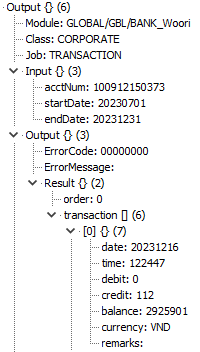 Output {} (6)
Module: GLOBAL/GBL/BANK_Woori
Class: CORPORATE
Job: TRANSACTION
Input {} (3)
acctNum: 100912150373
startDate: 20230701
endDate: 20231231
Output {} (3)
ErrorCode: 00000000
ErrorMessage:
Result {} (2)
order: 0
transaction [] (6)
[0] {} (7)
date: 20231216
time: 122447
debit: 0
credit: 112
balance: 2925901
currency: VND
remarks: